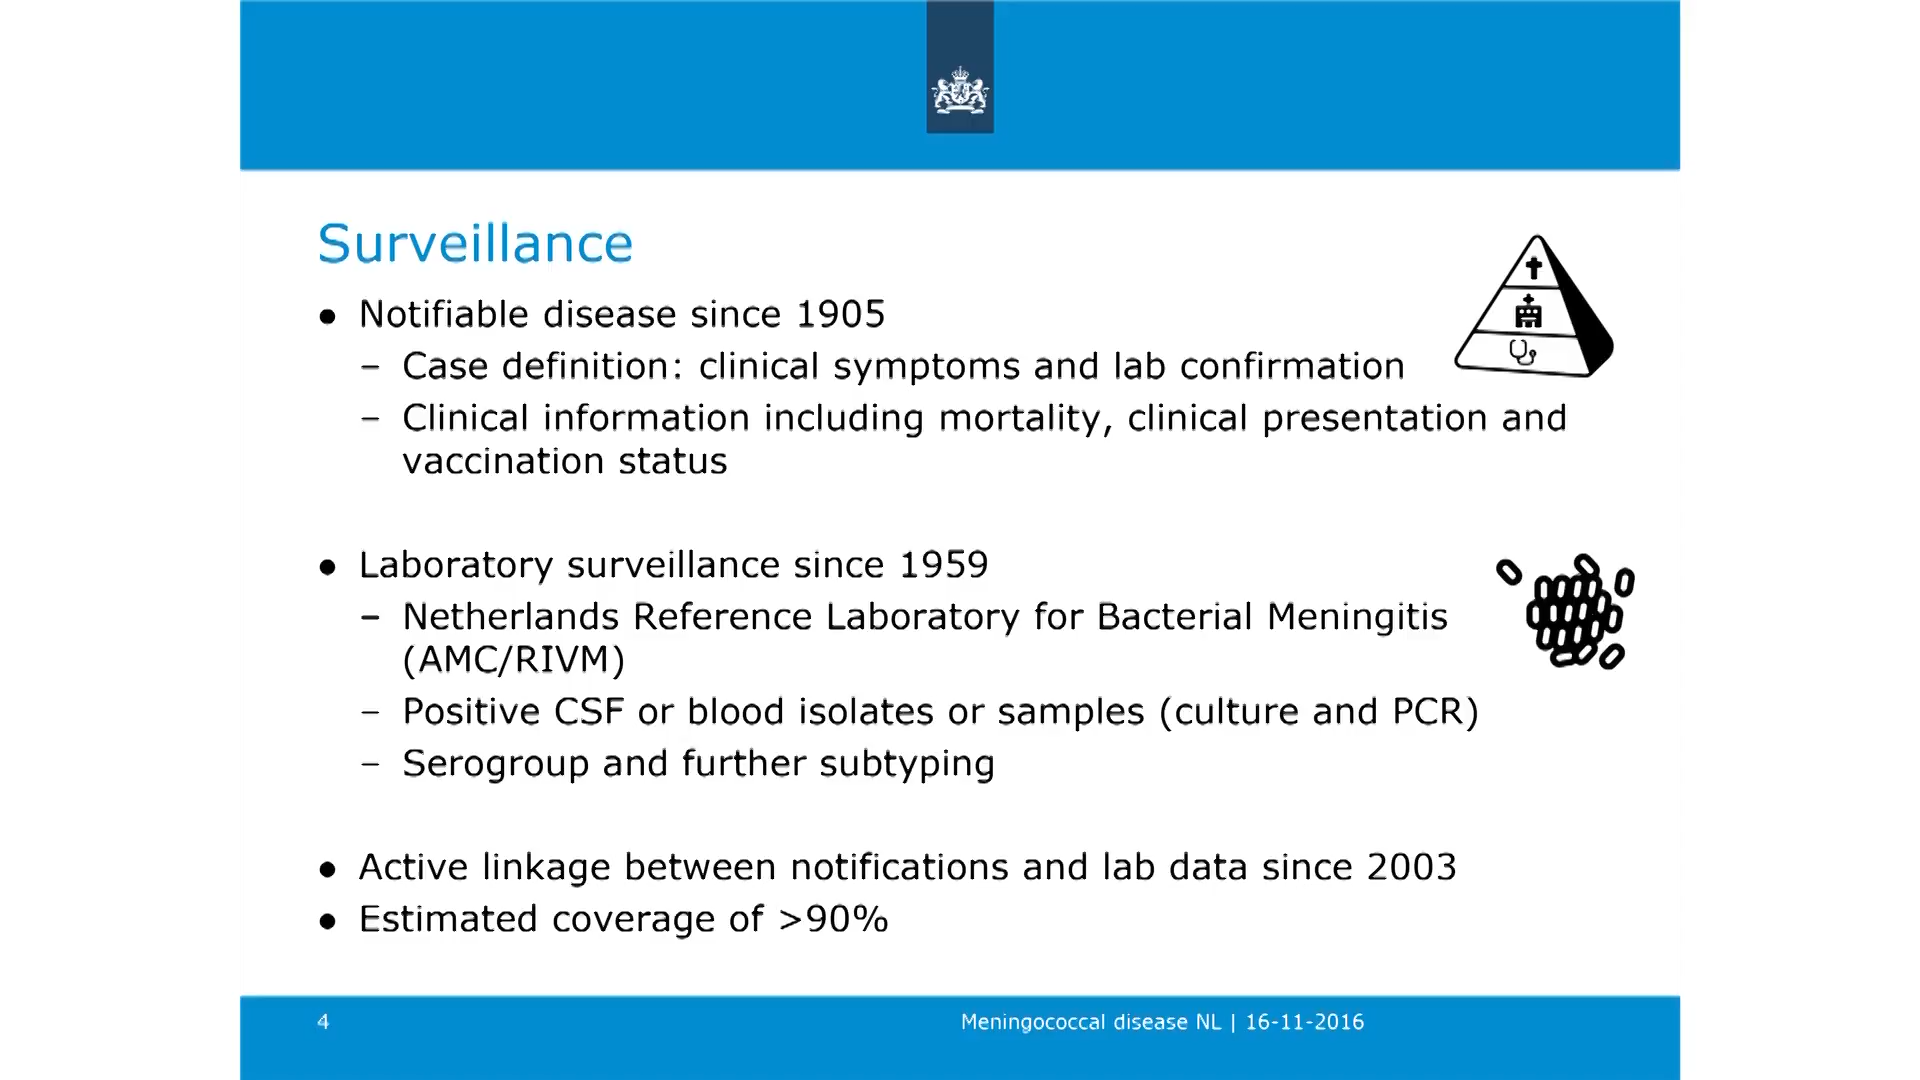 Surveillance
● Notifiable disease since 1905
– Case definition: clinical symptoms and lab confirmation
– Clinical information including mortality, clinical presentation and
vaccination status
● Laboratory surveillance since 1959
– Netherlands Reference Laboratory for Bacterial Meningitis
(AMC/RIVM)
– Positive CSF or blood isolates or samples (culture and PCR)
– Serogroup and further subtyping
● Active linkage between notifications and lab data since 2003
● Estimated coverage of >90%
4
Meningococcal disease NL | 16-11-2016